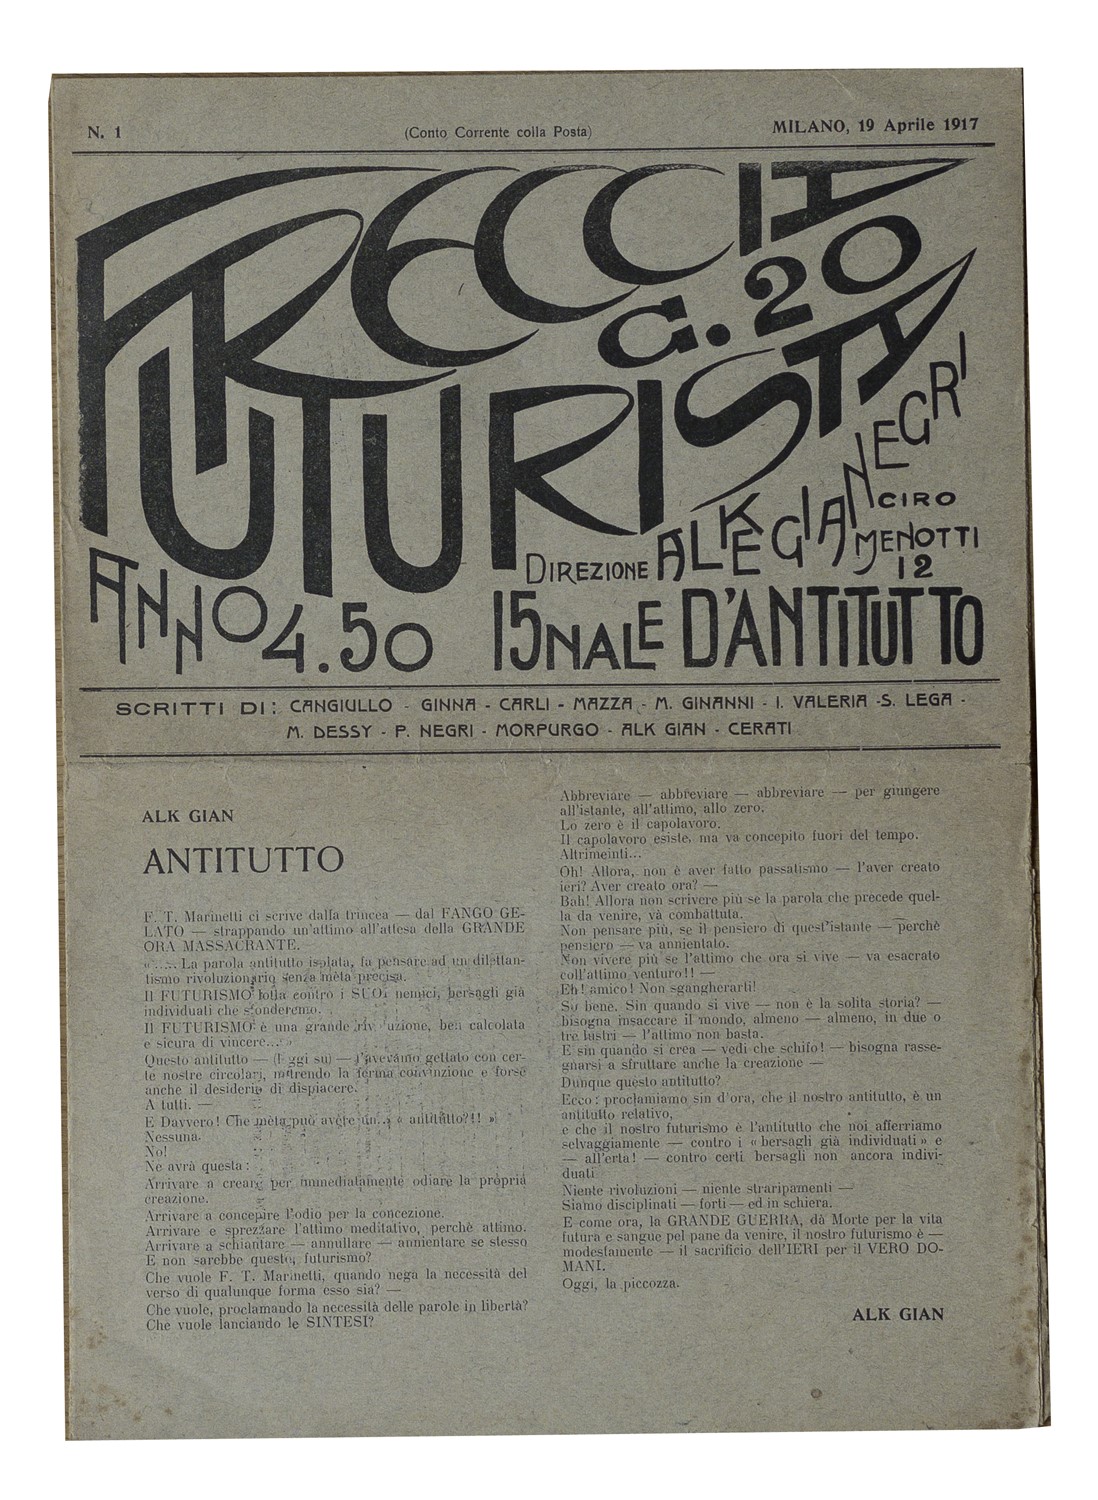 N. 1
(Conto Corrente colla Posta)
MILANO, 19 Aprile 1917
FRECCIA
C. 20
FUTURISTA
DIREZIONE ALK E GIAN NEGRI
CIRO
MENOTTI
12
ANNO 4.50
15NALE D'ANTITUTTO
SCRITTI DI: CANGIULLO - GINNA - CARLI - MAZZA - M. GINANNI - I. VALERIA - S. LEGA -
M. DESSY - P. NEGRI - MORPURGO - ALK GIAN - CERATI
ALK GIAN
ANTITUTTO
F. T. Marinetti ci scrive dalla trincea — dal FANGO GE-
LATO — strappando un'attimo all'attesa della GRANDE
ORA MASSACRANTE.
«..... La parola antitutto isolata, fa pensare ad un dilettan-
tismo rivoluzionario senza mèta precisa.
Il FUTURISMO lotta contro i SUOI nemici, bersagli già
individuati che sfonderemo.
Il FUTURISMO è una grande rivoluzione, ben calcolata
e sicura di vincere...»
Questo antitutto — (Leggi su) — l'avevamo gettato con cer-
te nostre circolari, nutrendo la ferma convinzione e forse
anche il desiderio di dispiacere.
A tutti. —
E Davvero! Che mèta può avere un... « antitutto?!! »
Nessuna.
No!
Ne avrà questa:
Arrivare a creare per immediatamente odiare la propria
creazione.
Arrivare a concepire l'odio per la concezione.
Arrivare e sprezzare l'attimo meditativo, perchè attimo.
Arrivare a schiantare — annullare — annientare se stesso
E non sarebbe questo, futurismo?
Che vuole F. T. Marinetti, quando nega la necessità del
verso di qualunque forma esso sia? —
Che vuole, proclamando la necessità delle parole in libertà?
Che vuole lanciando le SINTESI?
Abbreviare — abbreviare — abbreviare — per giungere
all'istante, all'attimo, allo zero.
Lo zero è il capolavoro.
Il capolavoro esiste, ma va concepito fuori del tempo.
Altrimenti...
Oh! Allora, non è aver fatto passatismo — l'aver creato
ieri? Aver creato ora? —
Bah! Allora non scrivere più se la parola che precede quel-
la da venire, và combattuta.
Non pensare più, se il pensiero di quest'istante — perchè
pensiero — va annientato.
Non vivere più se l'attimo che ora si vive — va esacrato
coll'attimo venturo!! —
Eh! amico! Non sgangherarti!
So bene. Sin quando si vive — non è la solita storia? —
bisogna insaccare il mondo, almeno — almeno, in due o
tre lustri — l'attimo non basta.
E sin quando si crea — vedi che schifo! — bisogna rasse-
gnarsi a sfruttare anche la creazione —
Dunque questo antitutto?
Ecco: proclamiamo sin d'ora, che il nostro antitutto, è un
antitutto relativo,
e che il nostro futurismo è l'antitutto che noi afferriamo
selvaggiamente — contro i « bersagli già individuati » e
— all'erta! — contro certi bersagli non ancora indivi-
duati
Niente rivoluzioni — niente straripamenti —
Siamo disciplinati — forti — ed in schiera.
E come ora, la GRANDE GUERRA, dà Morte per la vita
futura e sangue pel pane da venire, il nostro futurismo è —
modestamente — il sacrificio dell'IERI per il VERO DO-
MANI.
Oggi, la piccozza.
ALK GIAN